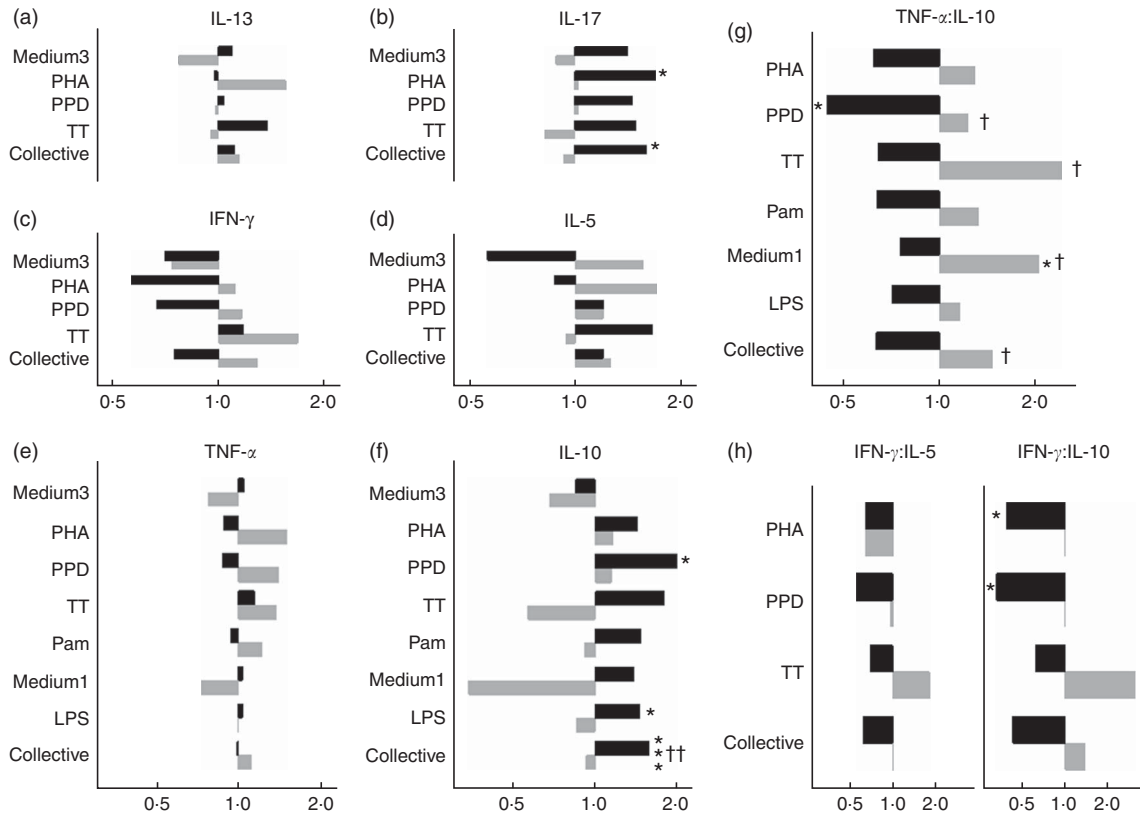 (a)
IL-13
Medium3
PHA
PPD
TT
Collective
(b)
IL-17
Medium3
PHA
*
PPD
TT
Collective
*
(c)
IFN-γ
Medium3
PHA
PPD
TT
Collective
0·5 1·0 2·0
(d)
IL-5
Medium3
PHA
PPD
TT
Collective
0·5 1·0 2·0
(g)
TNF-α:IL-10
PHA
PPD
*
†
TT
†
Pam
Medium1
*†
LPS
Collective
†
0·5 1·0 2·0
(e)
TNF-α
Medium3
PHA
PPD
TT
Pam
Medium1
LPS
Collective
0·5 1·0 2·0
(f)
IL-10
Medium3
PHA
PPD
*
TT
Pam
Medium1
LPS
*
Collective
*
*††
*
0·5 1·0 2·0
(h)
IFN-γ:IL-5 IFN-γ:IL-10
PHA
*
PPD
*
TT
Collective
0·5 1·0 2·0 0·5 1·0 2·0